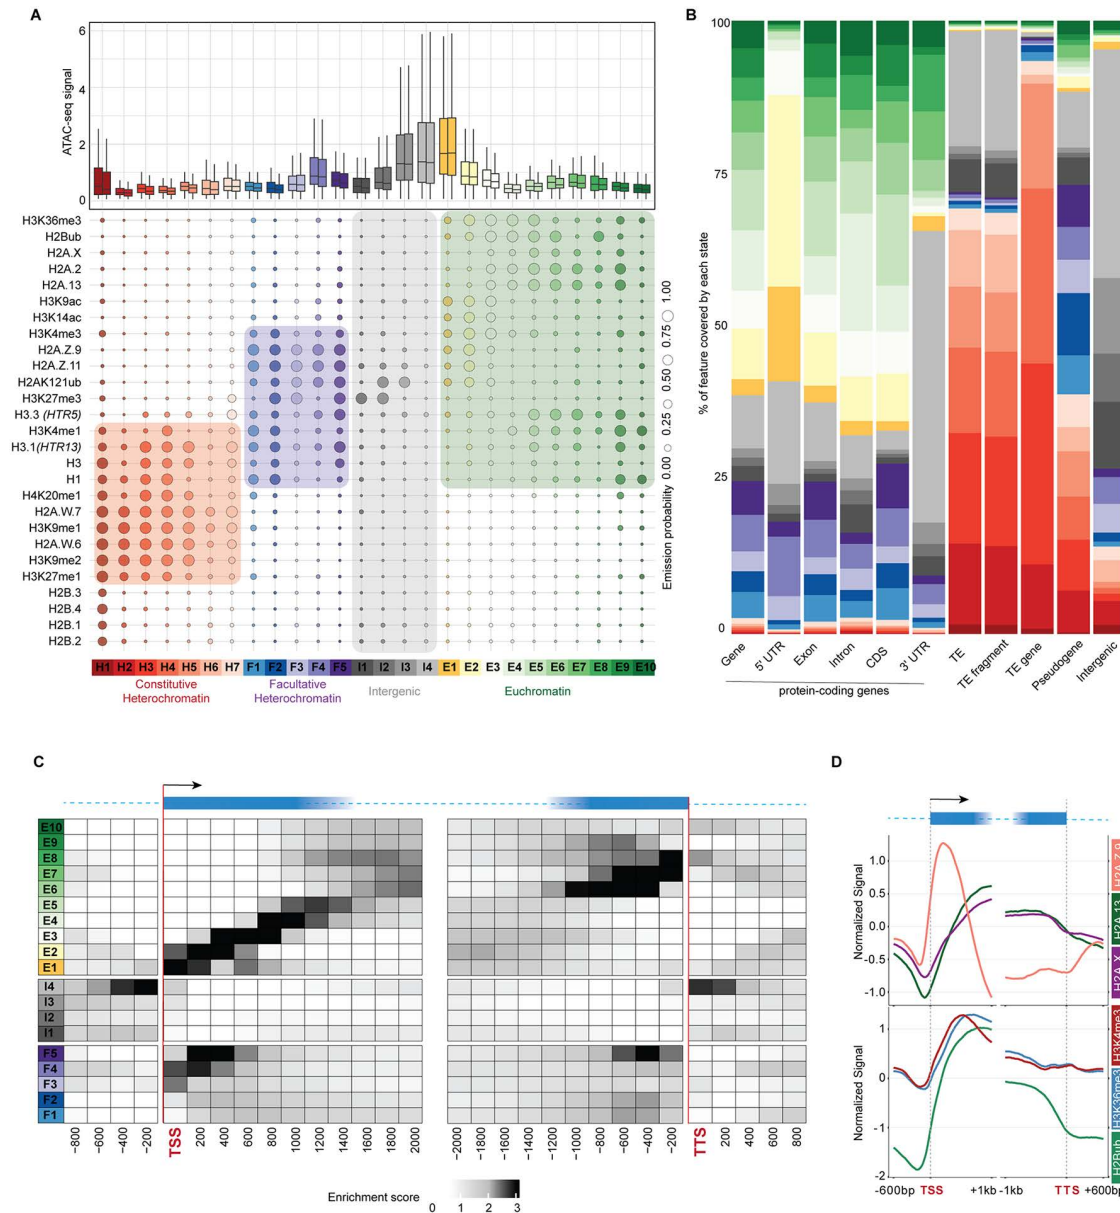 A
ATAC-seq signal
6
4
2
0
H3K36me3
H2Bub
H2A.X
H2A.2
H2A.13
H3K9ac
H3K14ac
H3K4me3
H2A.Z.9
H2A.Z.11
H2AK121ub
H3K27me3
H3.3 (HTR5)
H3K4me1
H3.1(HTR13)
H3
H1
H4K20me1
H2A.W.7
H3K9me1
H2A.W.6
H3K9me2
H3K27me1
H2B.3
H2B.4
H2B.1
H2B.2
Emission probability 0.00 0.25 0.50 0.75 1.00
H1 H2 H3 H4 H5 H6 H7 F1 F2 F3 F4 F5 I1 I2 I3 I4 E1 E2 E3 E4 E5 E6 E7 E8 E9 E10
Constitutive Heterochromatin
Facultative Heterochromatin
Intergenic
Euchromatin
B
% of feature covered by each state
100
75
50
25
0
Gene
5' UTR
Exon
Intron
CDS
3' UTR
TE
TE fragment
TE gene
Pseudogene
Intergenic
protein-coding genes
C
E10
E9
E8
E7
E6
E5
E4
E3
E2
E1
I4
I3
I2
I1
F5
F4
F3
F2
F1
-800 -600 -400 -200 TSS 200 400 600 800 1000 1200 1400 1600 1800 2000
-20000 -1800 -1600 -1400 -1200 -1000 -800 -600 -400 -200 TTS 200 400 600 800
Enrichment score
0 1 2 3
D
Normalized Signal
1.0
0.5
0.0
-0.5
-1.0
H2A.Z.9
H2A.13
H2A.X
Normalized Signal
1
0
-1
-2
H3K4me3
H3K36me3
H2Bub
-600bp TSS +1kb -1kb TTS +600bp